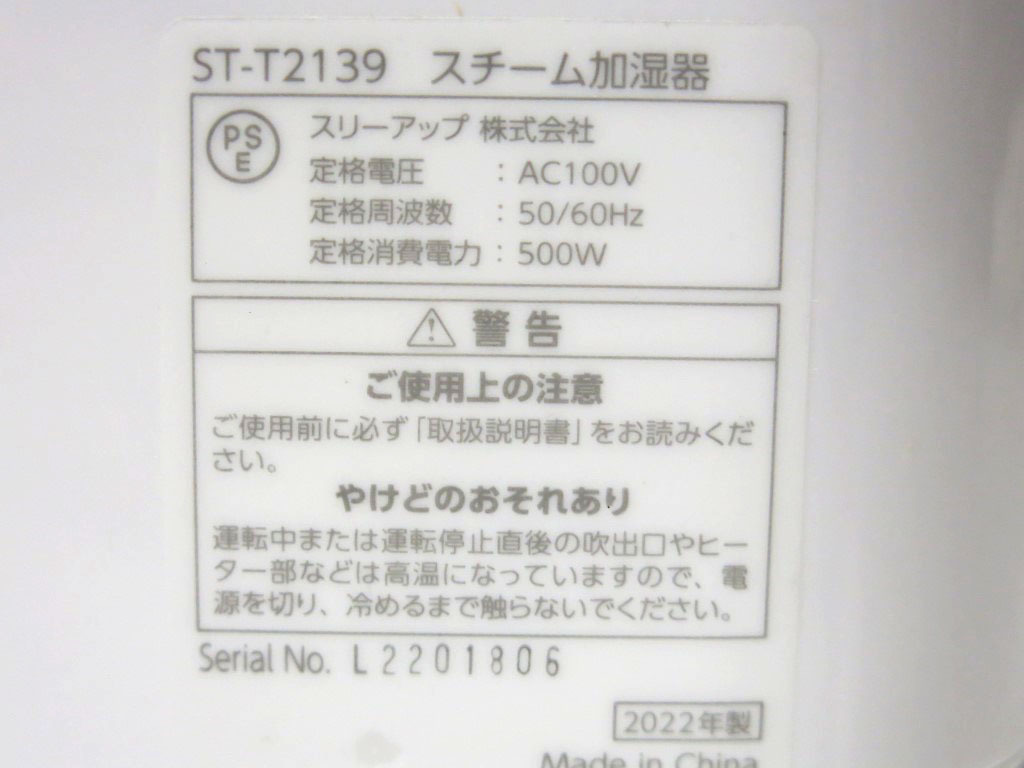 ST-T2139 スチーム加湿器
PS
E
スリーアップ 株式会社
定格電圧 : AC100V
定格周波数 : 50/60Hz
定格消費電力 : 500W
警告
ご使用上の注意
ご使用前に必ず「取扱説明書」をお読みくだ
さい。
やけどのおそれあり
運転中または運転停止直後の吹出口やヒー
ター部などは高温になっていますので、電
源を切り、冷めるまで触らないでください。
Serial No. L2201806
2022年製
Made in China